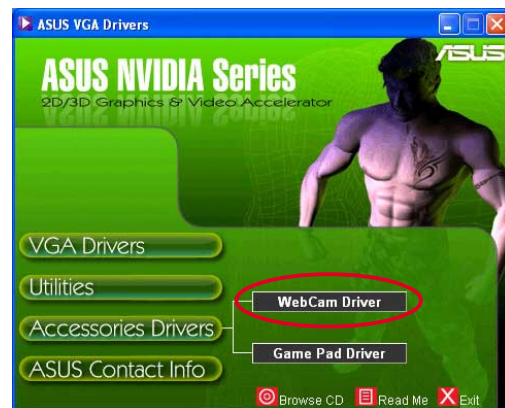 ASUS VGA Drivers
ASUS
ASUS NVIDIA Series
2D/3D Graphics & Video Accelerator
VGA Drivers
Utilities
WebCam Driver
Accessories Drivers
Game Pad Driver
ASUS Contact Info
Browse CD Read Me X Exit